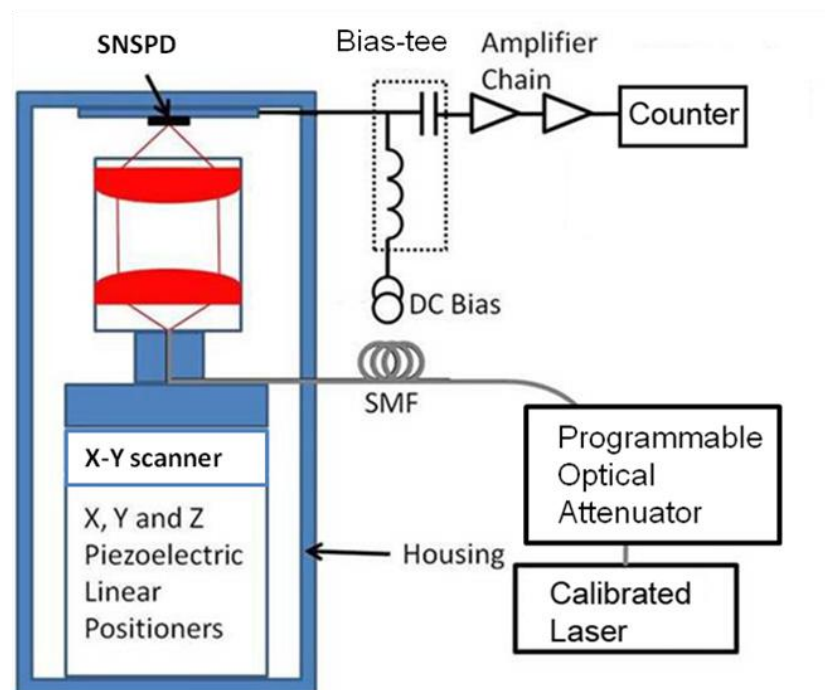 SNSPD
Bias-tee
Amplifier
Chain
Counter
DC Bias
SMF
Programmable
Optical
Attenuator
X-Y scanner
X, Y and Z
Piezoelectric
Linear
Positioners
Housing
Calibrated
Laser